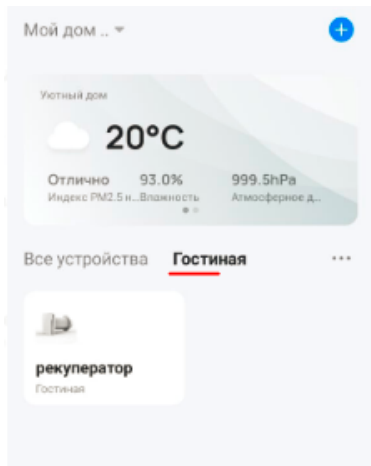 Мой дом ..
Уютный дом
20°C
Отлично 93.0% 999.5hPa
Индекс PM2.5 н... Влажность Атмосферное д...
Все устройства Гостиная
рекуператор
Гостиная